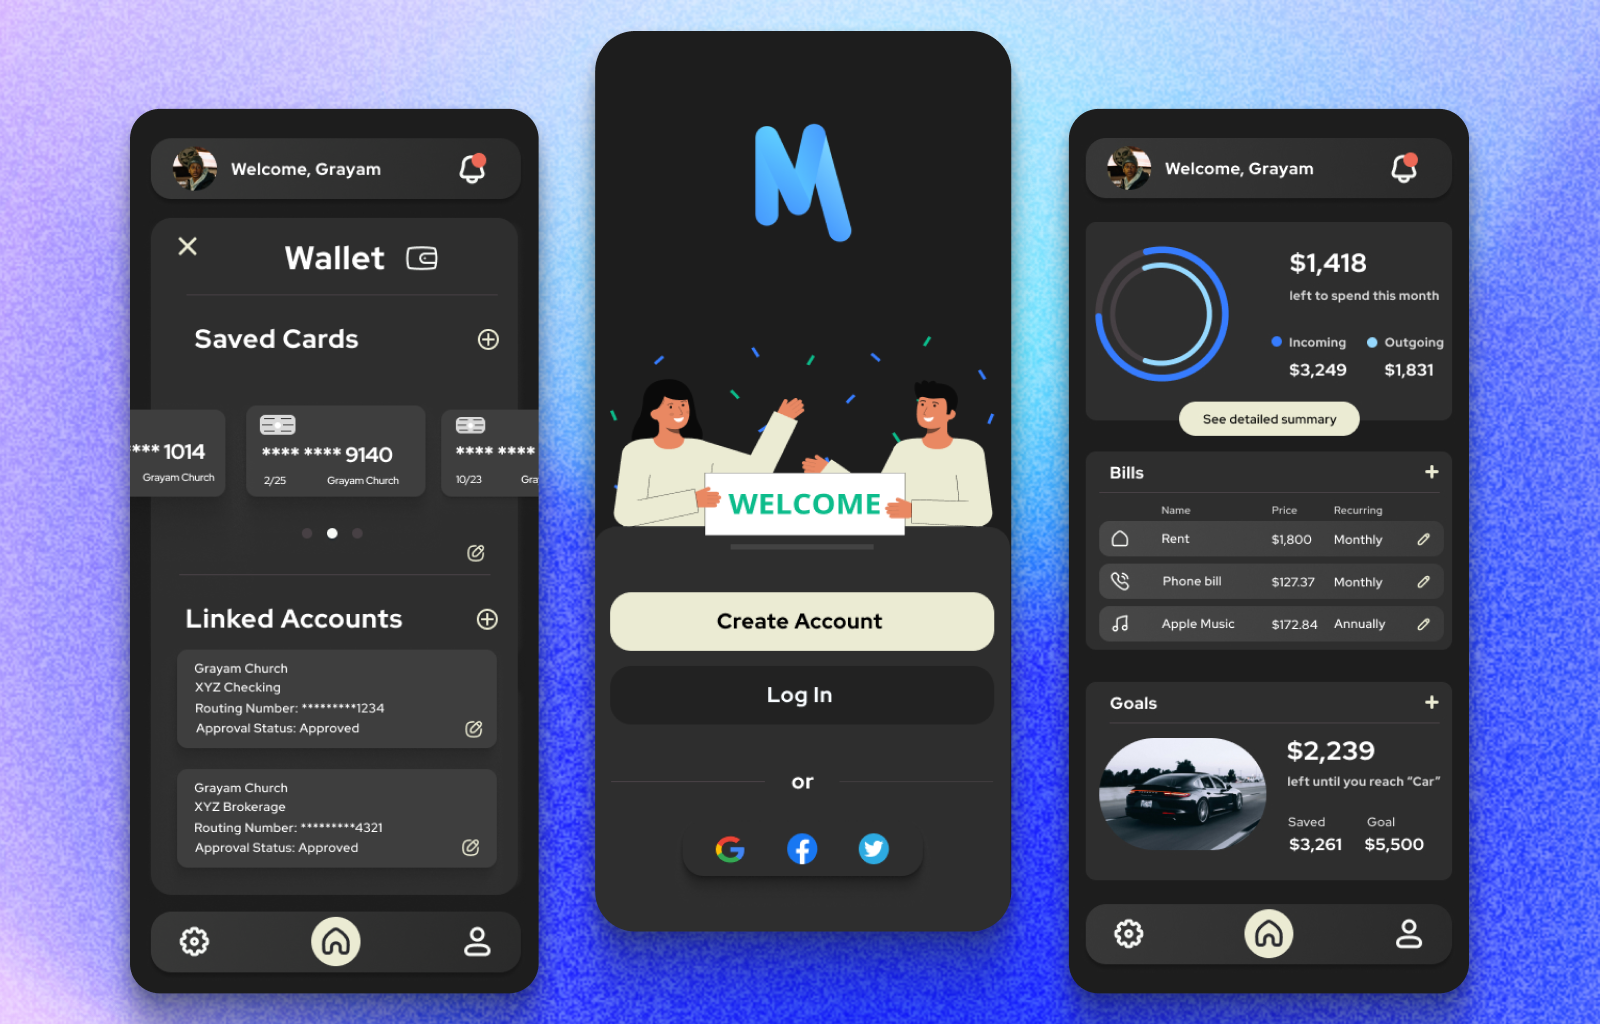 Welcome, Grayam
Wallet
Saved Cards
*** 1014
Grayam Church
**** **** 9140
2/25 Grayam Church
**** ****
10/23 Gra
Linked Accounts
Grayam Church
XYZ Checking
Routing Number: *********1234
Approval Status: Approved
Grayam Church
XYZ Brokerage
Routing Number: *********4321
Approval Status: Approved
M
WELCOME
Create Account
Log In
or
Welcome, Grayam
$1,418
left to spend this month
Incoming Outgoing
$3,249 $1,831
See detailed summary
Bills
Name Price Recurring
Rent $1,800 Monthly
Phone bill $127.37 Monthly
Apple Music $172.84 Annually
Goals
$2,239
left until you reach “Car”
Saved Goal
$3,261 $5,500